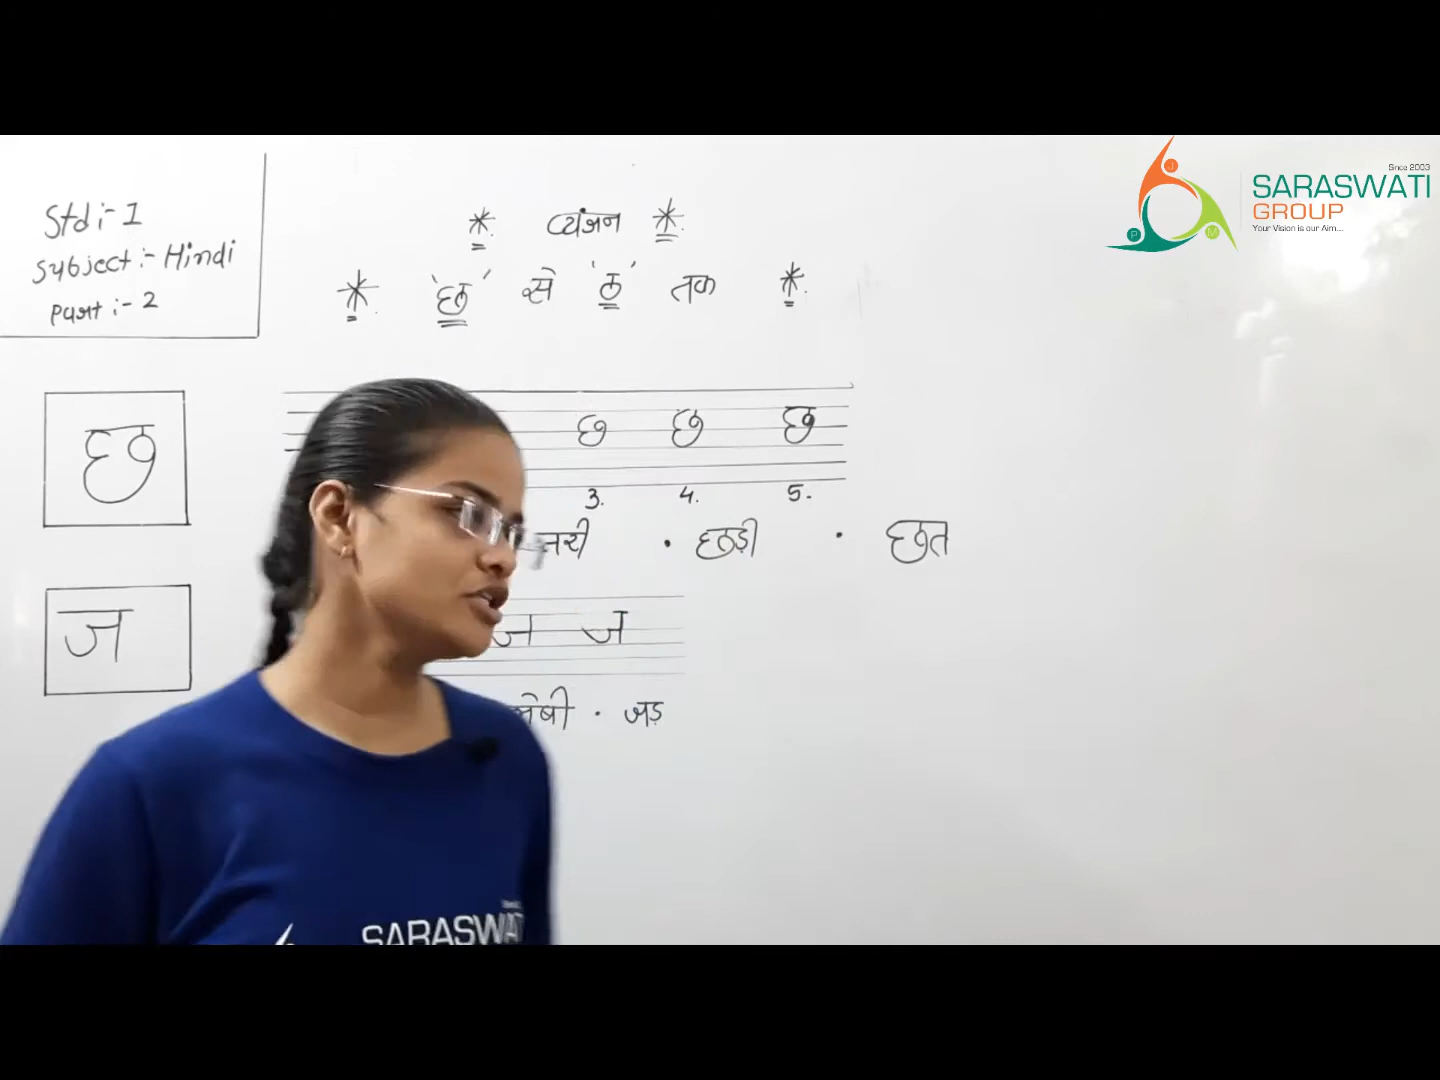 Std :- 1
Subject :- Hindi
Part :- 2
* व्यंजन *
* 'छ' से 'ठ' तक *
छ
छ छ छ
3. 4. 5.
• छड़ी • छत
ज
ज ज
• जड़
Since 2003
SARASWATI
GROUP
Your Vision is our Aim...
J
P
M
SARASWAT